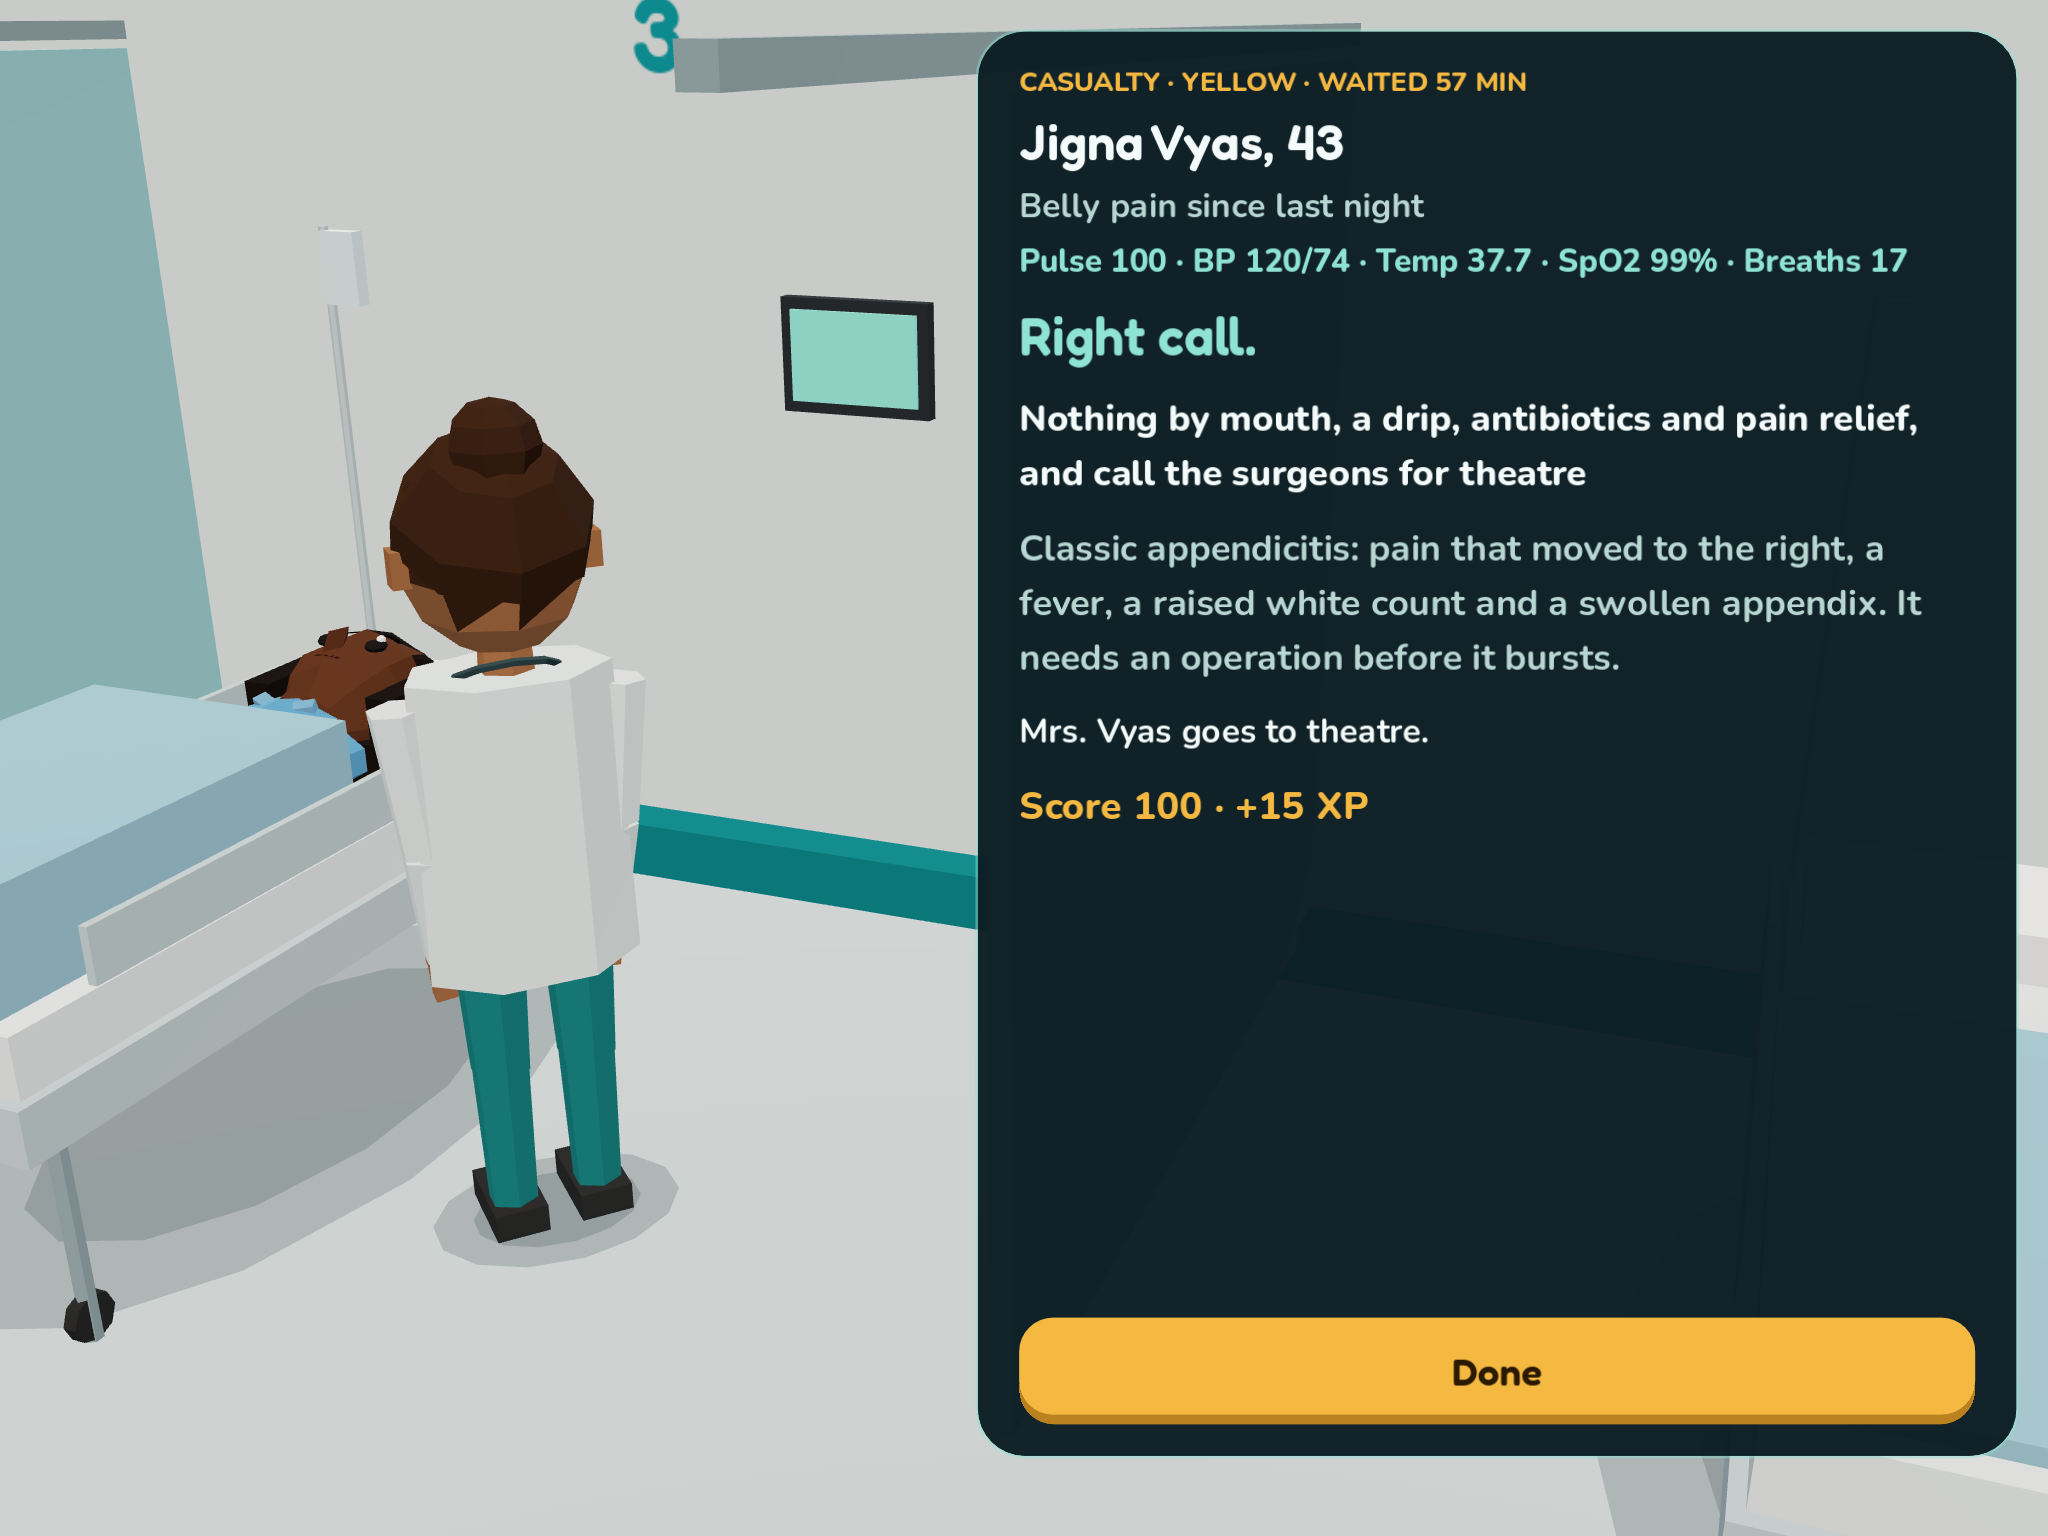 3
CASUALTY · YELLOW · WAITED 57 MIN
Jigna Vyas, 43
Belly pain since last night
Pulse 100 · BP 120/74 · Temp 37.7 · SpO2 99% · Breaths 17
Right call.
Nothing by mouth, a drip, antibiotics and pain relief,
and call the surgeons for theatre
Classic appendicitis: pain that moved to the right, a
fever, a raised white count and a swollen appendix. It
needs an operation before it bursts.
Mrs. Vyas goes to theatre.
Score 100 · +15 XP
Done